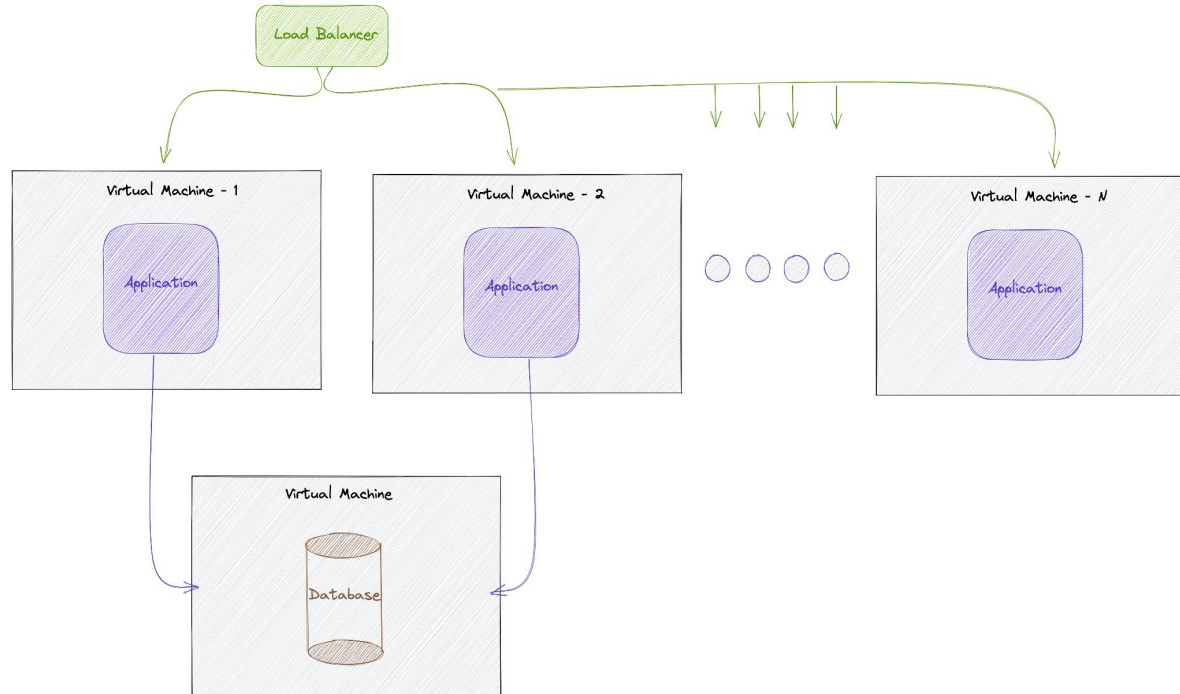 Load Balancer
Virtual Machine - 1
Virtual Machine - 2
Virtual Machine - N
Application
Application
Application
Virtual Machine
Database